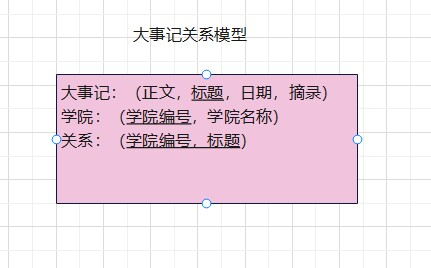 大事记关系模型
大事记：（正文，标题，日期，摘录）
学院：（学院编号，学院名称）
关系：（学院编号，标题）